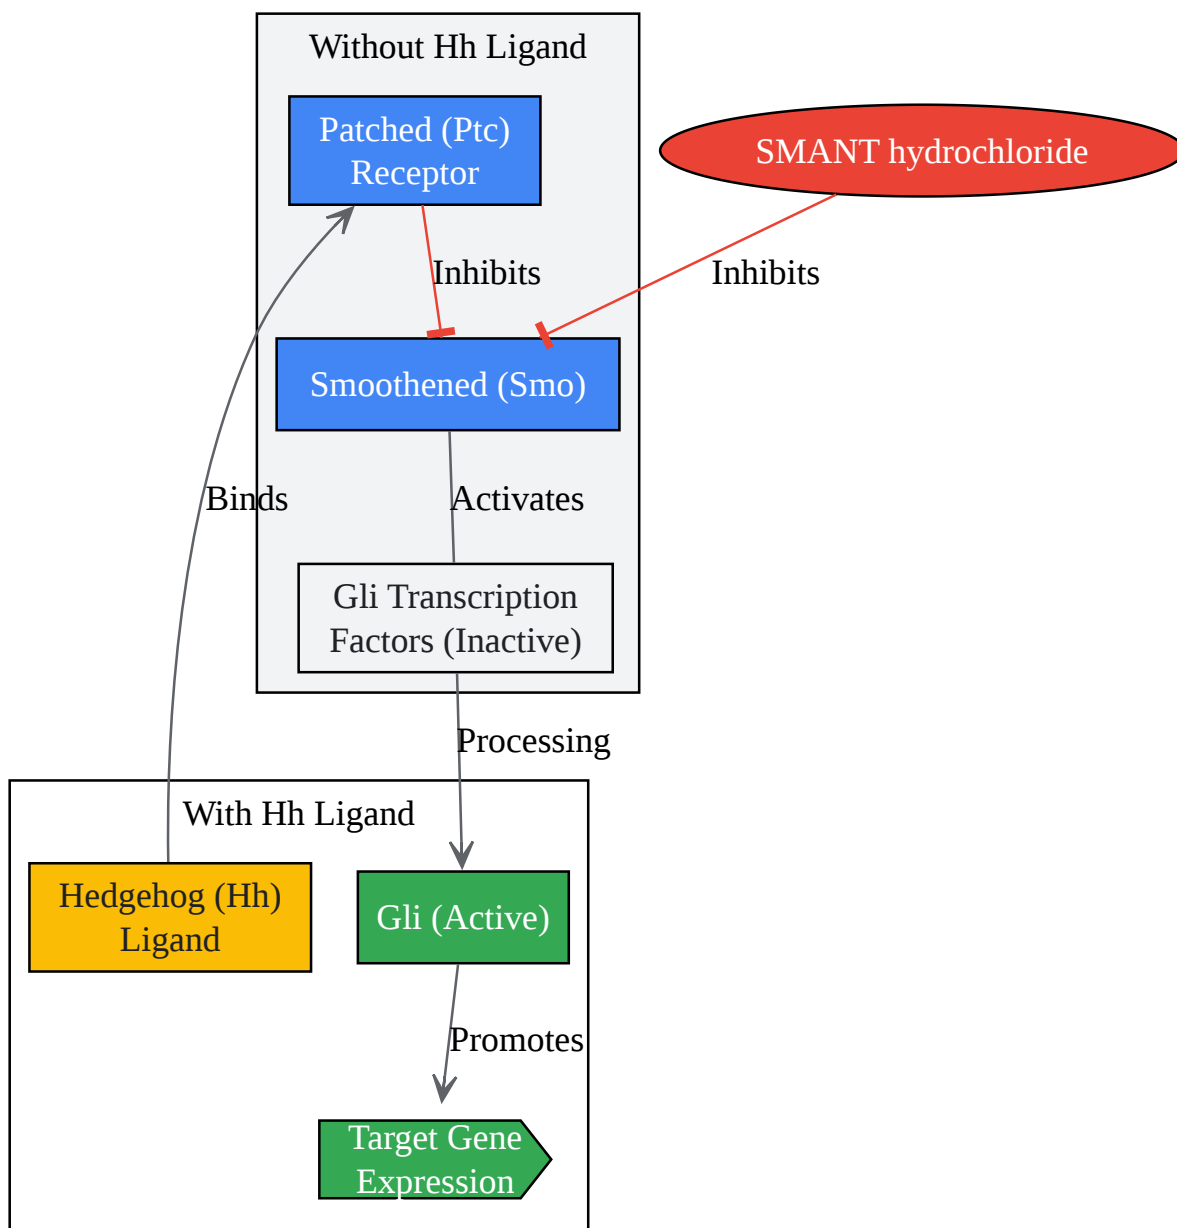 Without Hh Ligand
Patched (Ptc)
Receptor
SMANT hydrochloride
Inhibits
Inhibits
Smoothened (Smo)
Binds
Activates
Gli Transcription
Factors (Inactive)
Processing
With Hh Ligand
Hedgehog (Hh)
Ligand
Gli (Active)
Promotes
Target Gene
Expression